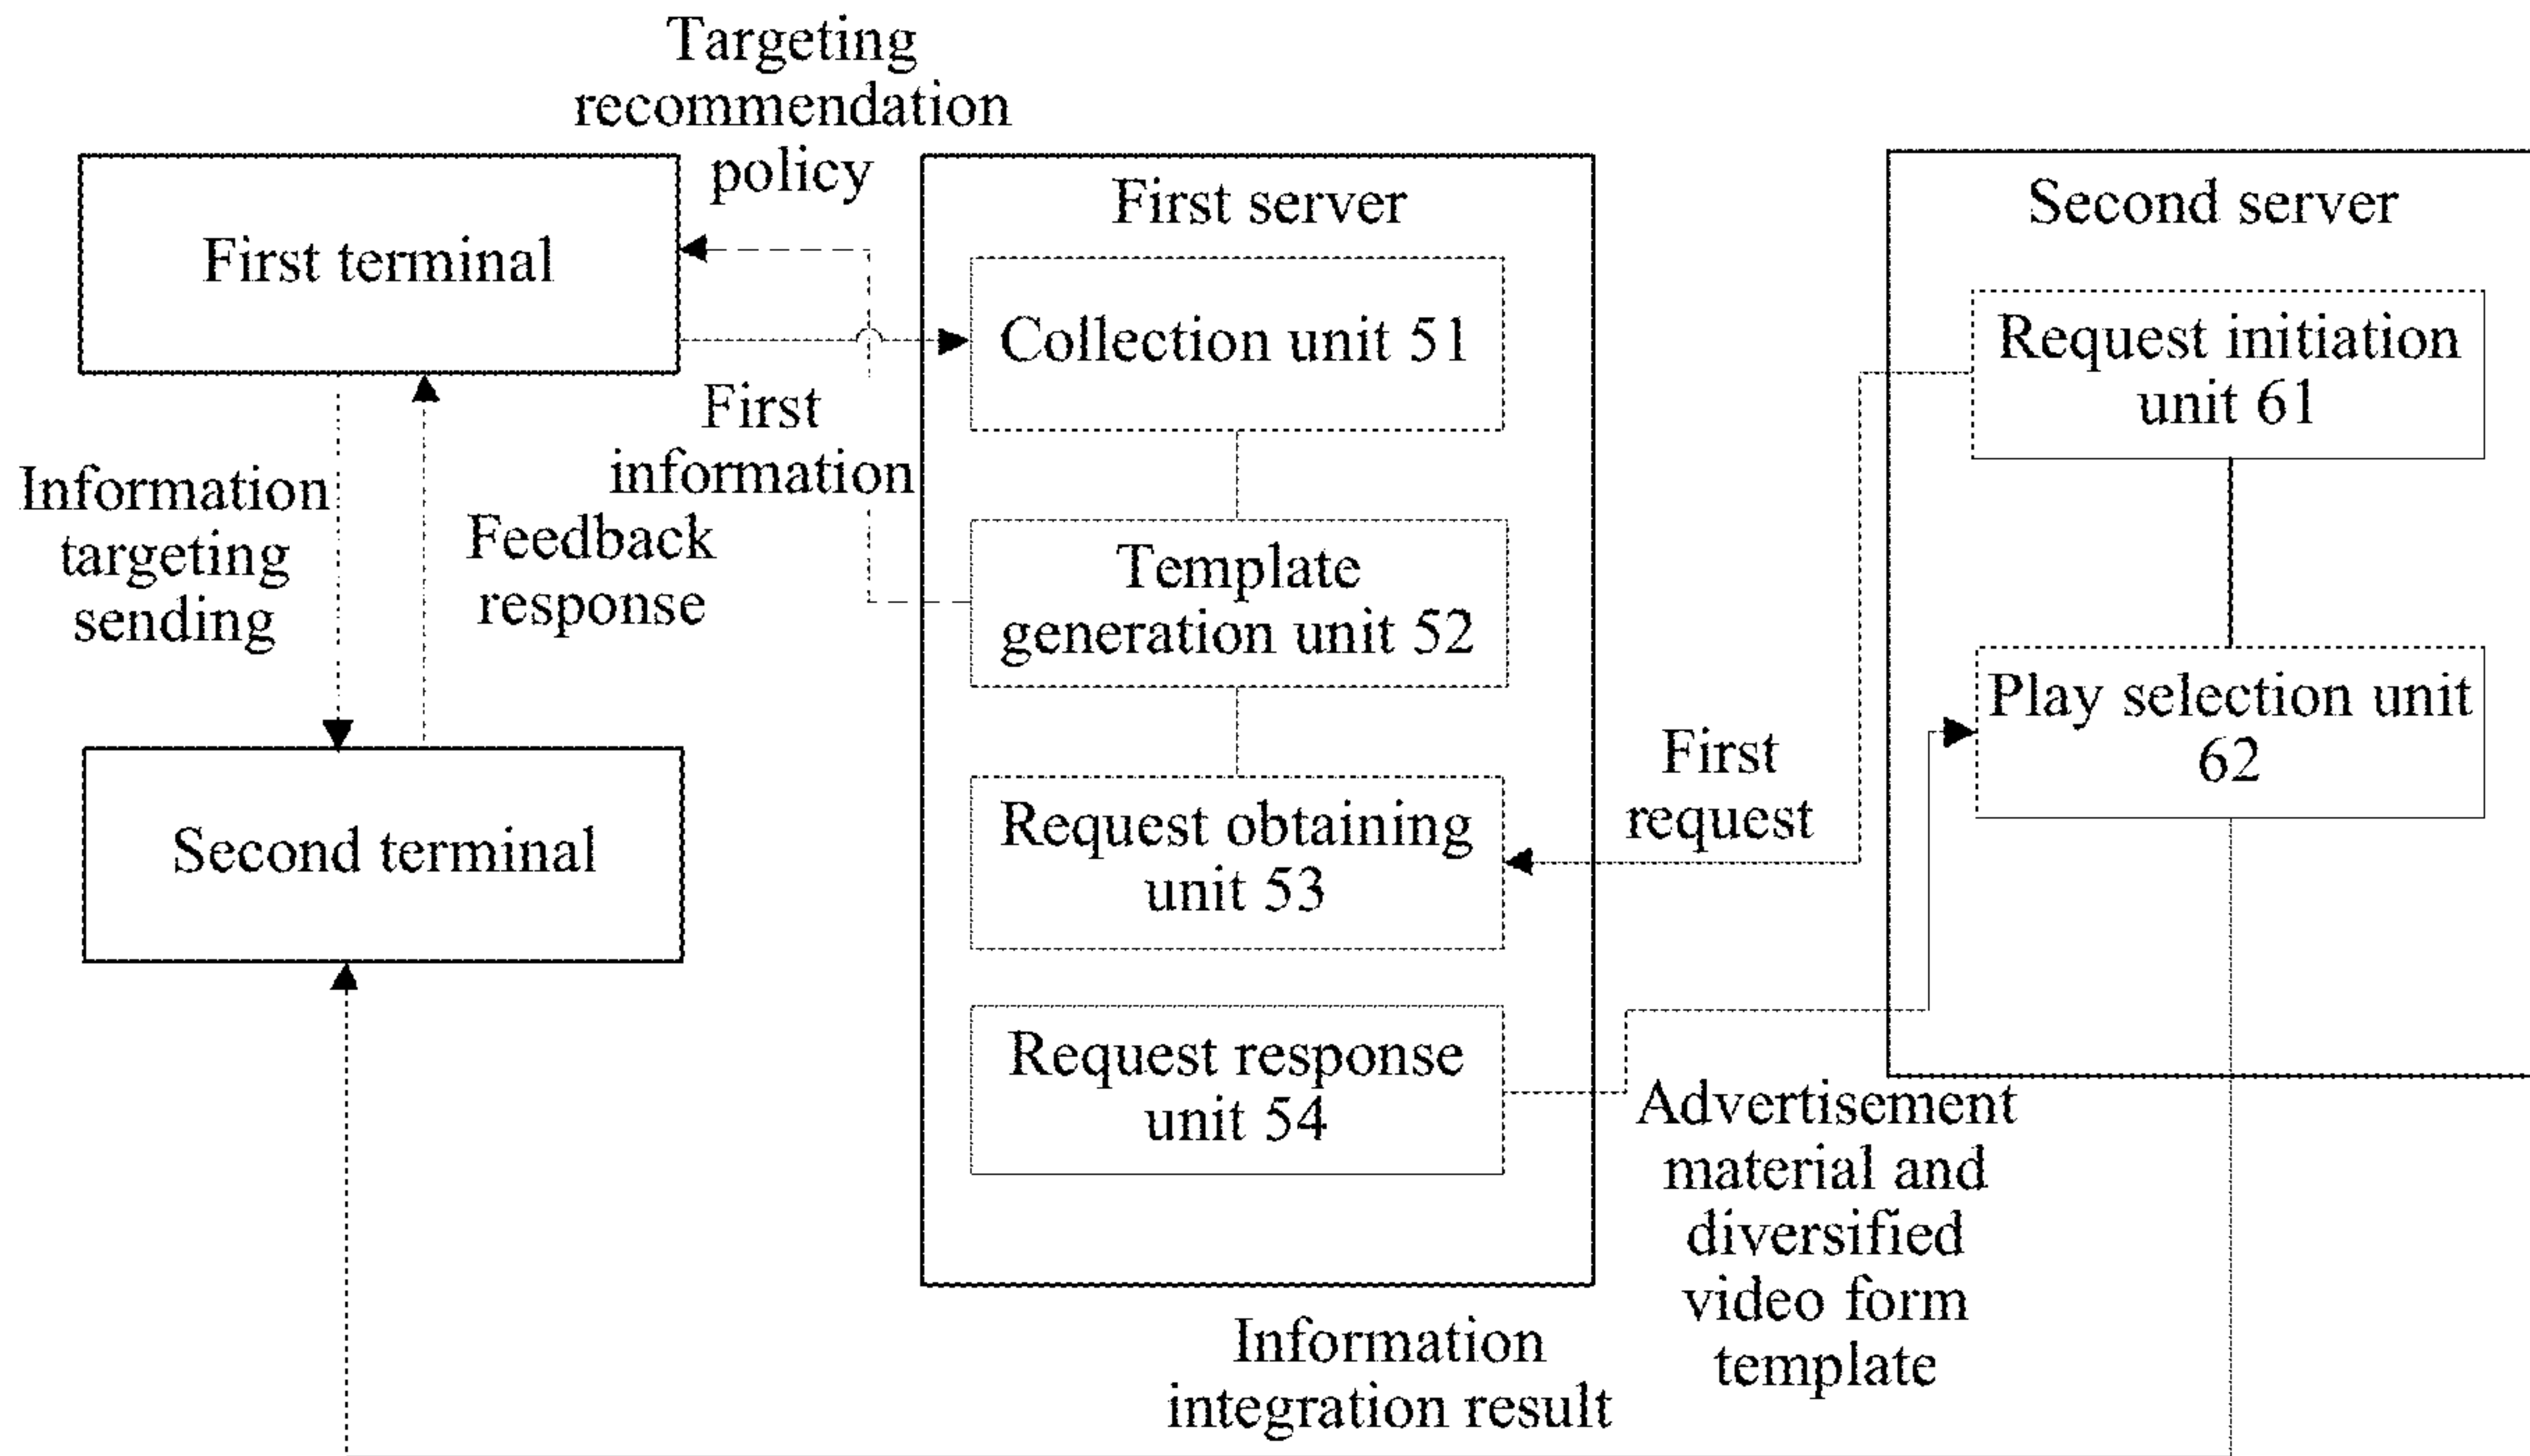 Targeting
recommendation
policy
First terminal
First
information
Information
targeting
sending
Feedback
response
Second terminal
First server
Collection unit 51
Template
generation unit 52
Request obtaining
unit 53
Request response
unit 54
First
request
Second server
Request initiation
unit 61
Play selection unit
62
Advertisement
material and
diversified
video form
template
Information
integration result